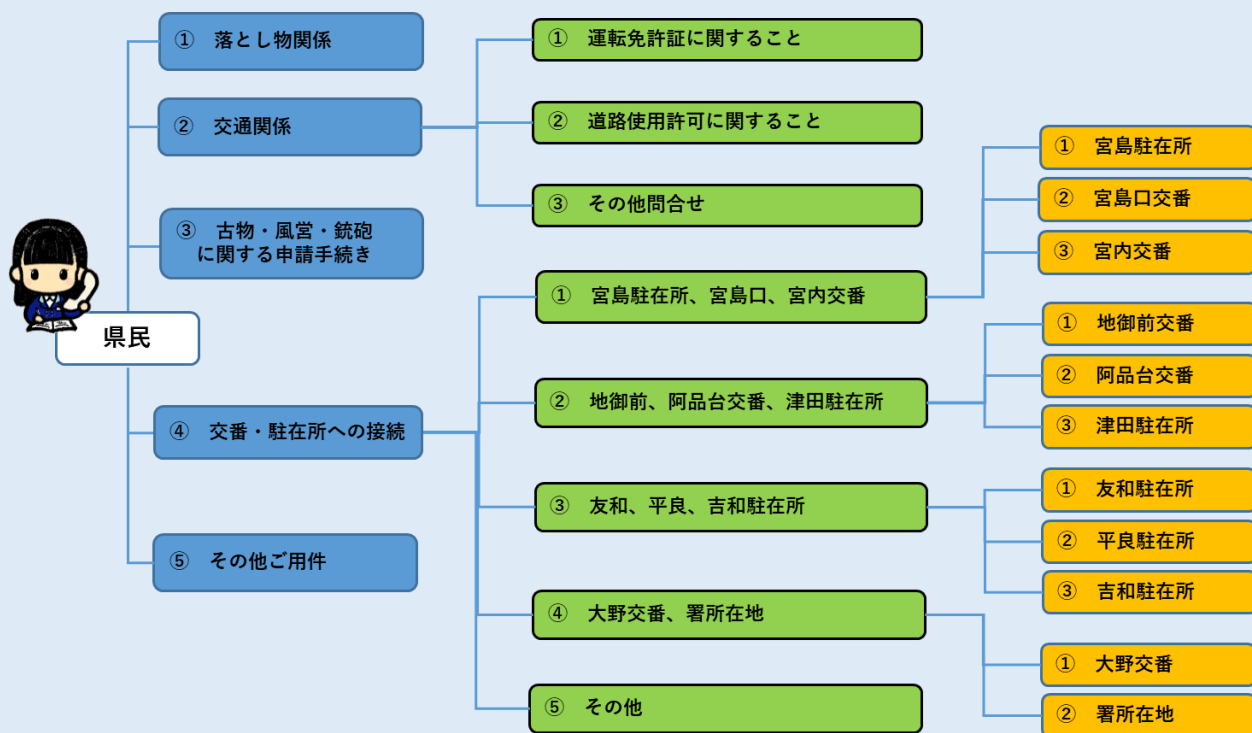 県民
① 落とし物関係
② 交通関係
③ 古物・風営・銃砲
に関する申請手続き
④ 交番・駐在所への接続
⑤ その他ご用件
① 運転免許証に関すること
② 道路使用許可に関すること
③ その他問合せ
① 宮島駐在所、宮島口、宮内交番
② 地御前、阿品台交番、津田駐在所
③ 友和、平良、吉和駐在所
④ 大野交番、署所在地
⑤ その他
① 宮島駐在所
② 宮島口交番
③ 宮内交番
① 地御前交番
② 阿品台交番
③ 津田駐在所
① 友和駐在所
② 平良駐在所
③ 吉和駐在所
① 大野交番
② 署所在地